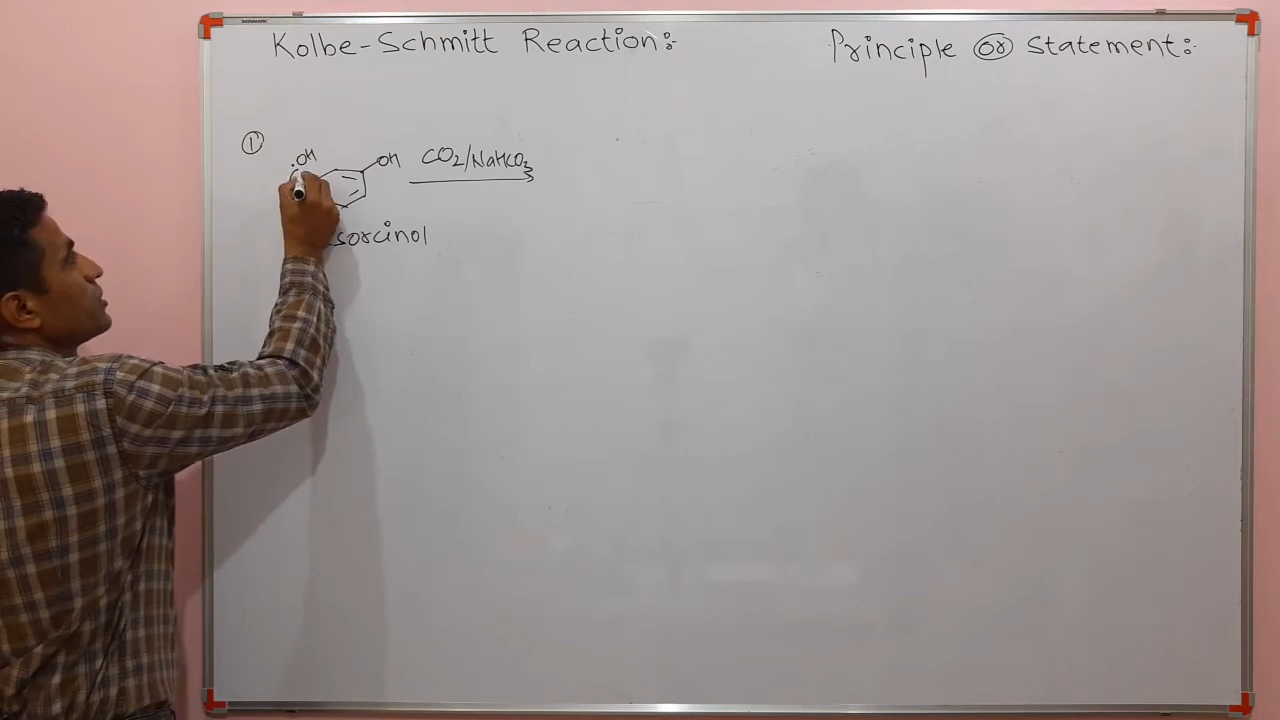 Kolbe-Schmitt Reaction:
Principle or Statement:
1
OH
OH
CO2/NaHCO3
sorcinol